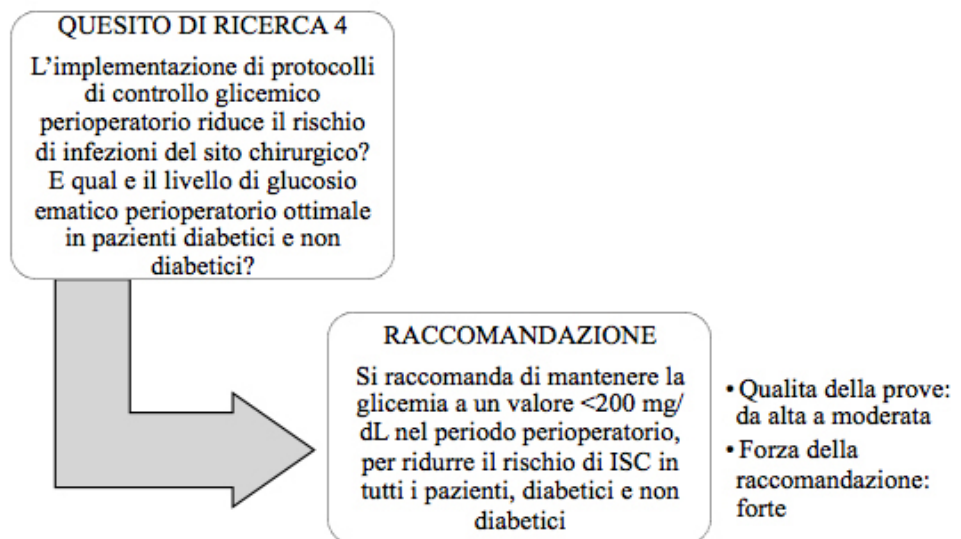 QUESITO DI RICERCA 4
L’implementazione di protocolli
di controllo glicemico
perioperatorio riduce il rischio
di infezioni del sito chirurgico?
E qual e il livello di glucosio
ematico perioperatorio ottimale
in pazienti diabetici e non
diabetici?
RACCOMANDAZIONE
Si raccomanda di mantenere la
glicemia a un valore <200 mg/
dL nel periodo perioperatorio,
per ridurre il rischio di ISC in
tutti i pazienti, diabetici e non
diabetici
• Qualita della prove:
da alta a moderata
• Forza della
raccomandazione:
forte